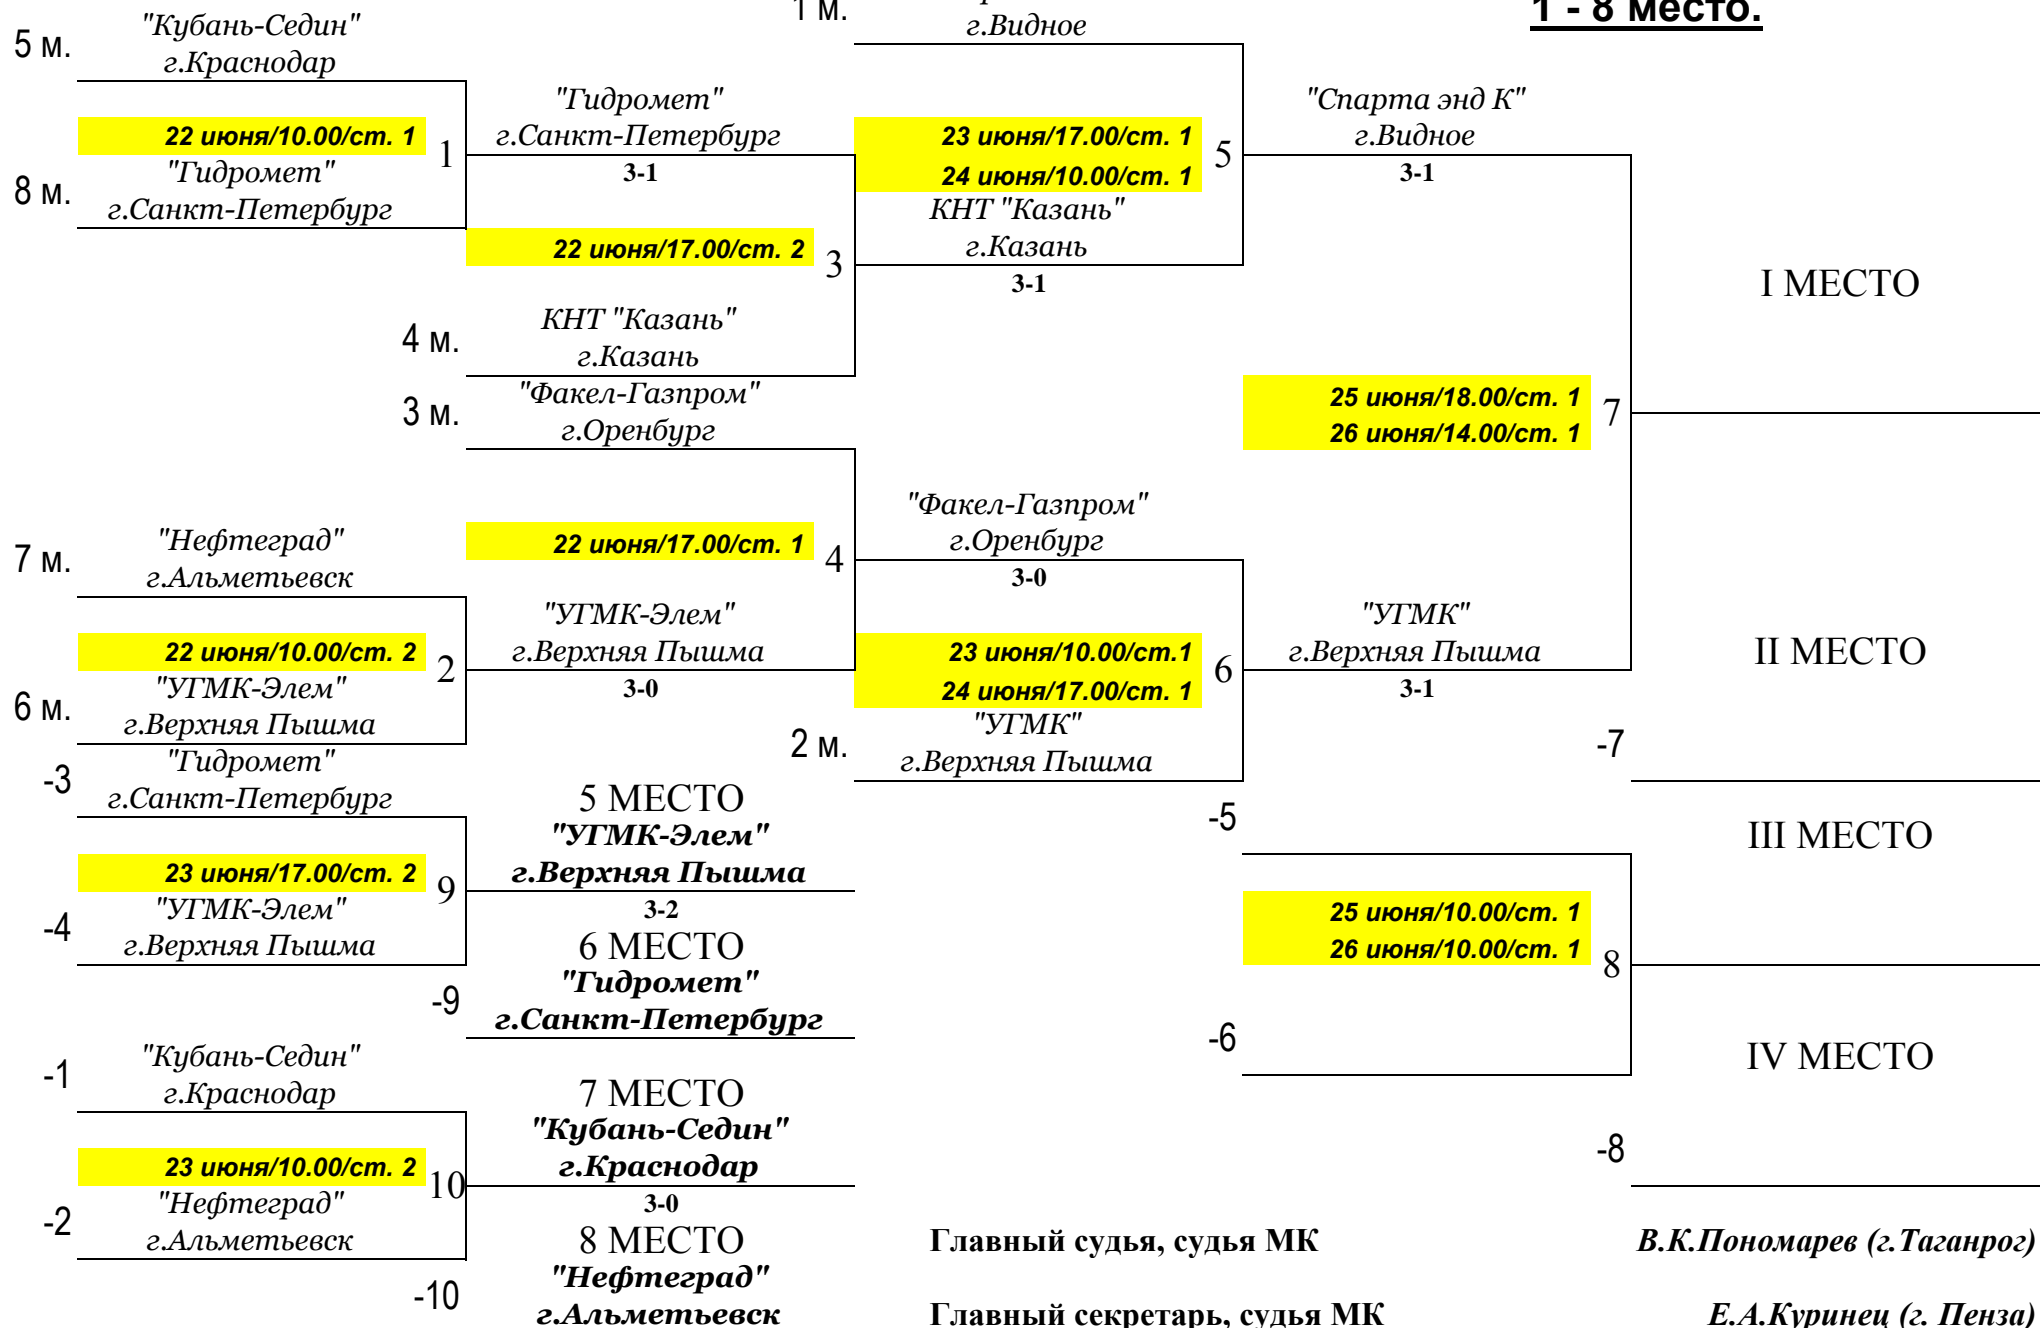 1 м.
г.Видное
1 - 8 место.
5 м.
"Кубань-Седин"
г.Краснодар
22 июня/10.00/ст. 1
1
8 м.
"Гидромет"
г.Санкт-Петербург
"Гидромет"
г.Санкт-Петербург
3-1
22 июня/17.00/ст. 2
3
4 м.
КНТ "Казань"
г.Казань
23 июня/17.00/ст. 1
24 июня/10.00/ст. 1
5
КНТ "Казань"
г.Казань
3-1
"Спарта энд К"
г.Видное
3-1
I МЕСТО
3 м.
"Факел-Газпром"
г.Оренбург
25 июня/18.00/ст. 1
26 июня/14.00/ст. 1
7
7 м.
"Нефтеград"
г.Альметьевск
22 июня/17.00/ст. 1
4
"Факел-Газпром"
г.Оренбург
3-0
22 июня/10.00/ст. 2
2
6 м.
"УГМК-Элем"
г.Верхняя Пышма
"УГМК-Элем"
г.Верхняя Пышма
3-0
23 июня/10.00/ст.1
24 июня/17.00/ст. 1
6
2 м.
"УГМК"
г.Верхняя Пышма
"УГМК"
г.Верхняя Пышма
3-1
II МЕСТО
-7
-3
"Гидромет"
г.Санкт-Петербург
23 июня/17.00/ст. 2
9
-4
"УГМК-Элем"
г.Верхняя Пышма
5 МЕСТО
"УГМК-Элем"
г.Верхняя Пышма
3-2
6 МЕСТО
"Гидромет"
г.Санкт-Петербург
-9
-5
III МЕСТО
25 июня/10.00/ст. 1
26 июня/10.00/ст. 1
8
-6
IV МЕСТО
-8
-1
"Кубань-Седин"
г.Краснодар
23 июня/10.00/ст. 2
10
-2
"Нефтеград"
г.Альметьевск
7 МЕСТО
"Кубань-Седин"
г.Краснодар
3-0
8 МЕСТО
"Нефтеград"
г.Альметьевск
-10
Главный судья, судья МК
В.К.Пономарев (г.Таганрог)
Главный секретарь, судья МК
Е.А.Куринец (г. Пенза)